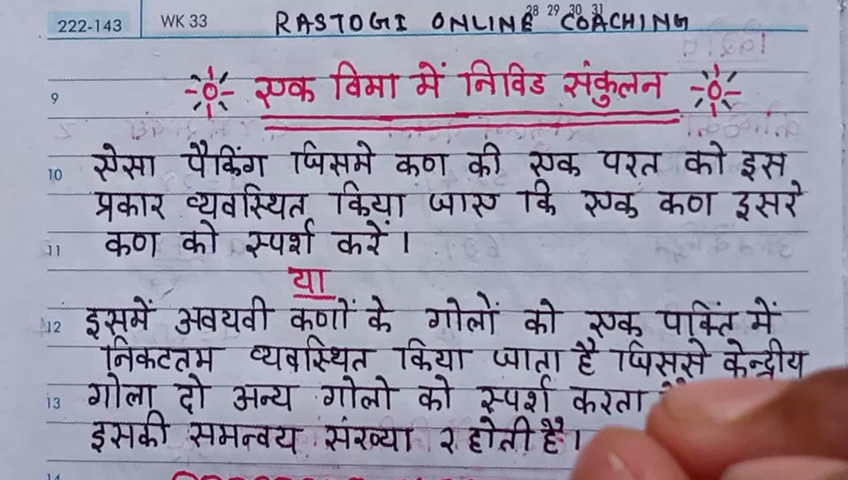 222-143 WK 33 RASTOGI ONLINE COACHING
28 29 30 31
9 एक विमा में निविड संकुलन
10 ऐसा पैकिंग जिसमे कण की एक परत को इस
प्रकार व्यवस्थित किया जाए कि एक कण दुसरे
11 कण को स्पर्श करें ।
या
12 इसमें अवयवी कणों के गोलों को एक पंक्ति में
निकटतम व्यवस्थित किया जाता है जिससे केन्द्रीय
13 गोला दो अन्य गोलो को स्पर्श करता
इसकी समन्वय संख्या २ होती है।
14